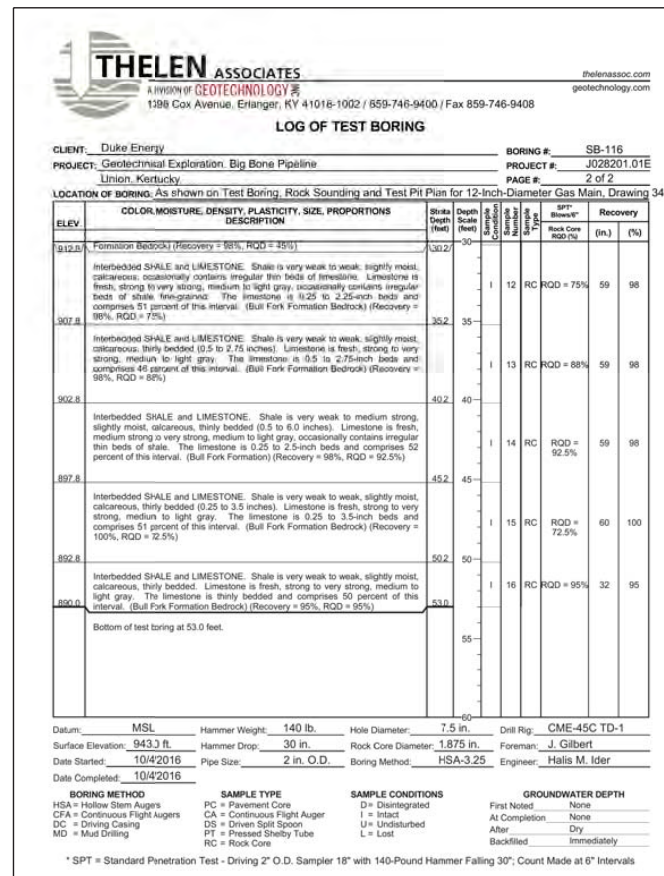 THELEN ASSOCIATES
A DIVISION OF GEOTECHNOLOGY
thelenassoc.com
geotechnology.com
1398 Cox Avenue, Erlanger, KY 41018-1002 / 859-746-9400 / Fax 859-746-9408
LOG OF TEST BORING
CLIENT: Duke Energy BORING #: SB-116
PROJECT: Geotechnical Exploration, Big Bone Pipeline PROJECT #: J028201.01E
Union, Kentucky PAGE #: 2 of 2
LOCATION OF BORING: As shown on Test Boring, Rock Sounding and Test Pit Plan for 12-Inch-Diameter Gas Main, Drawing 34
ELEV. COLOR, MOISTURE, DENSITY, PLASTICITY, SIZE, PROPORTIONS DESCRIPTION Strata Depth (feet) Depth Scale (feet) Sample Condition Sample Number Sample Type SPT* Blows/6" Rock Core RQD (%) Recovery (in.) (%)
912.8 Formation Bedrock) (Recovery = 98%, RQD = 45%) 30.2 30
Interbedded SHALE and LIMESTONE. Shale is very weak to weak, slightly moist,
calcareous, occasionally contains irregular thin beds of limestone. Limestone is
fresh, strong to very strong, medium to light gray, occasionally contains irregular
beds of shale, fine-grained. The limestone is 0.25 to 2.25-inch beds and
comprises 51 percent of this interval. (Bull Fork Formation Bedrock) (Recovery =
98%, RQD = 75%)
I 12 RC RQD = 75% 59 98
907.8 35.2 35
Interbedded SHALE and LIMESTONE. Shale is very weak to weak, slightly moist,
calcareous, thinly bedded (0.5 to 2.75 inches). Limestone is fresh, strong to very
strong, medium to light gray. The limestone is 0.5 to 2.75-inch beds and
comprises 46 percent of this interval. (Bull Fork Formation Bedrock) (Recovery =
98%, RQD = 88%)
I 13 RC RQD = 88% 59 98
902.8 40.2 40
Interbedded SHALE and LIMESTONE. Shale is very weak to medium strong,
slightly moist, calcareous, thinly bedded (0.5 to 6.0 inches). Limestone is fresh,
medium strong to very strong, medium to light gray, occasionally contains irregular
thin beds of shale. The limestone is 0.25 to 2.5-inch beds and comprises 52
percent of this interval. (Bull Fork Formation) (Recovery = 98%, RQD = 92.5%)
I 14 RC RQD = 92.5% 59 98
897.8 45.2 45
Interbedded SHALE and LIMESTONE. Shale is very weak to weak, slightly moist,
calcareous, thinly bedded (0.25 to 3.5 inches). Limestone is fresh, strong to very
strong, medium to light gray. The limestone is 0.25 to 3.5-inch beds and
comprises 51 percent of this interval. (Bull Fork Formation Bedrock) (Recovery =
100%, RQD = 72.5%)
I 15 RC RQD = 72.5% 60 100
892.8 50.2 50
Interbedded SHALE and LIMESTONE. Shale is very weak to weak, slightly moist,
calcareous, thinly bedded. Limestone is fresh, strong to very strong, medium to
light gray. The limestone is thinly bedded and comprises 50 percent of this
interval. (Bull Fork Formation Bedrock) (Recovery = 95%, RQD = 95%)
I 16 RC RQD = 95% 32 95
890.0 53.0
Bottom of test boring at 53.0 feet.
55
60
Datum: MSL Hammer Weight: 140 lb. Hole Diameter: 7.5 in. Drill Rig: CME-45C TD-1
Surface Elevation: 943.0 ft. Hammer Drop: 30 in. Rock Core Diameter: 1.875 in. Foreman: J. Gilbert
Date Started: 10/4/2016 Pipe Size: 2 in. O.D. Boring Method: HSA-3.25 Engineer: Halis M. Ider
Date Completed: 10/4/2016
BORING METHOD SAMPLE TYPE SAMPLE CONDITIONS GROUNDWATER DEPTH
HSA = Hollow Stem Augers PC = Pavement Core D = Disintegrated First Noted None
CFA = Continuous Flight Augers CA = Continuous Flight Auger I = Intact At Completion None
DC = Driving Casing DS = Driven Split Spoon U = Undisturbed After Dry
MD = Mud Drilling PT = Pressed Shelby Tube L = Lost Backfilled Immediately
RC = Rock Core
* SPT = Standard Penetration Test - Driving 2" O.D. Sampler 18" with 140-Pound Hammer Falling 30"; Count Made at 6" Intervals